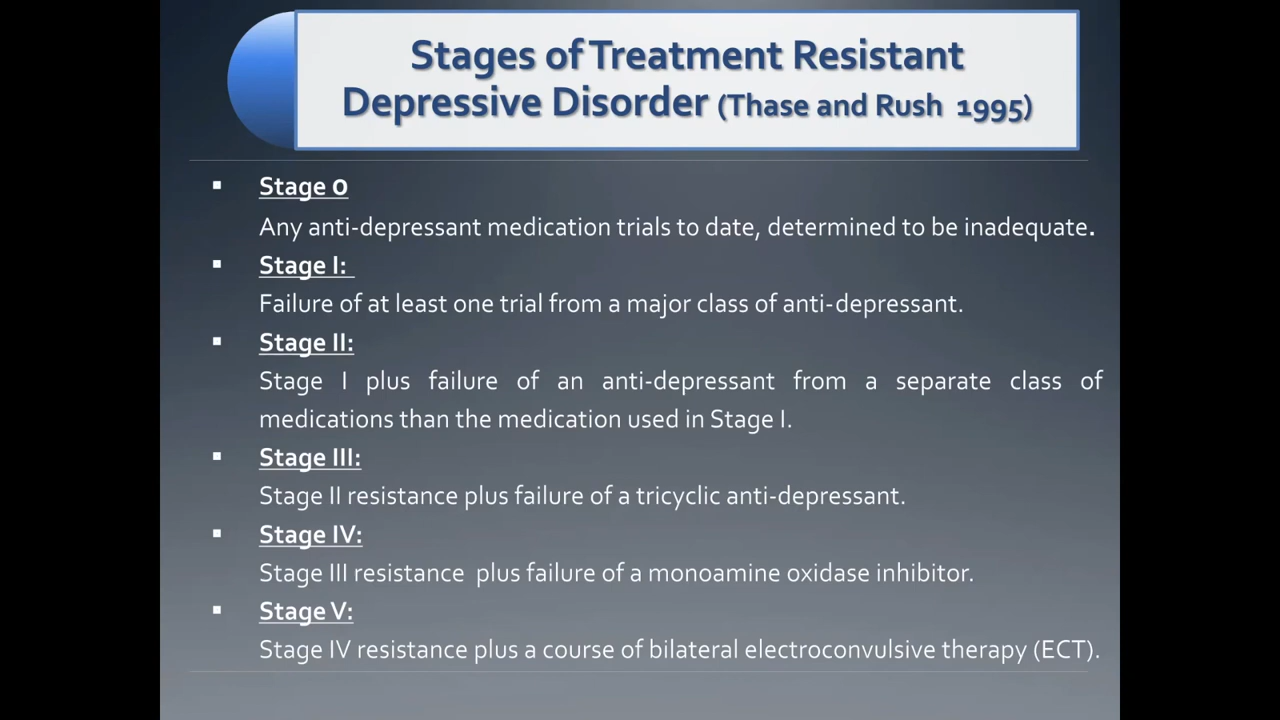 Stages of Treatment Resistant
Depressive Disorder (Thase and Rush 1995)
▪ Stage 0
Any anti-depressant medication trials to date, determined to be inadequate.
▪ Stage I:
Failure of at least one trial from a major class of anti-depressant.
▪ Stage II:
Stage I plus failure of an anti-depressant from a separate class of
medications than the medication used in Stage I.
▪ Stage III:
Stage II resistance plus failure of a tricyclic anti-depressant.
▪ Stage IV:
Stage III resistance plus failure of a monoamine oxidase inhibitor.
▪ Stage V:
Stage IV resistance plus a course of bilateral electroconvulsive therapy (ECT).